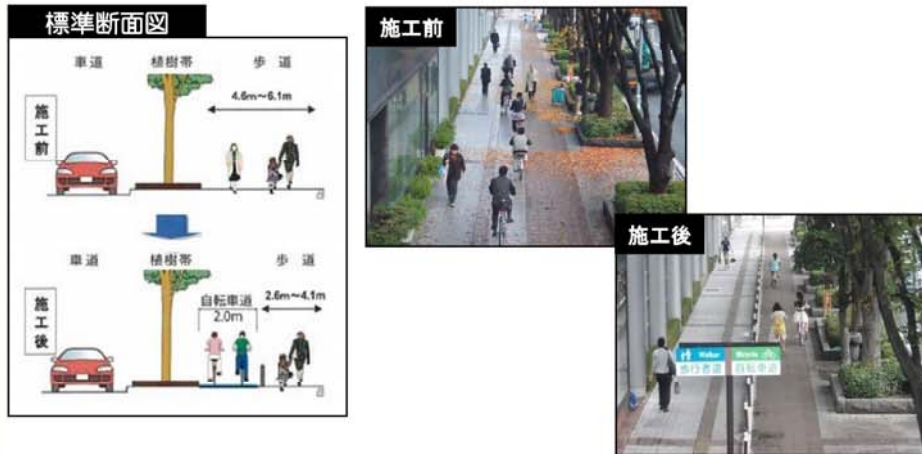 標準断面図
車道 植樹帯 歩道
4.6m~6.1m
施工前
車道 植樹帯 歩道
自転車道
2.0m
2.6m~4.1m
施工後
施工前
施工後
Walker
歩行者道
Bicycle
自転車道